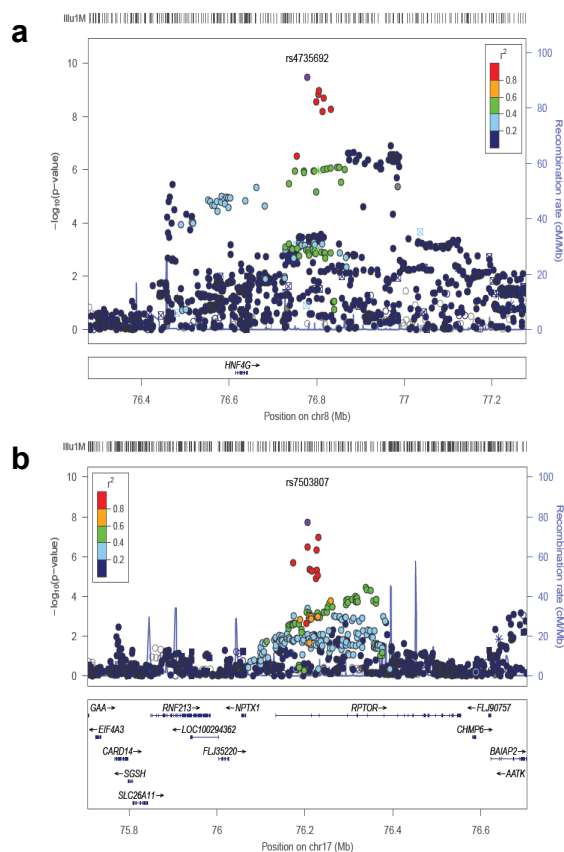 Illu1M
a
rs4735692
r²
0.8
0.6
0.4
0.2
10
8
6
4
2
0
−log₁₀(p−value)
100
80
60
40
20
0
Recombination rate (cM/Mb)
HNF4G→
76.4 76.6 76.8 77 77.2
Position on chr8 (Mb)
Illu1M
b
rs7503807
r²
0.8
0.6
0.4
0.2
10
8
6
4
2
0
−log₁₀(p−value)
100
80
60
40
20
0
Recombination rate (cM/Mb)
GAA→ RNF213→ ←NPTX1 RPTOR→ ←FLJ90757
←EIF4A3 ←LOC100294362 CHMP6→
CARD14→ FLJ35220→ BAIAP2→
←SGSH ←AATK
SLC26A11→
75.8 76 76.2 76.4 76.6
Position on chr17 (Mb)